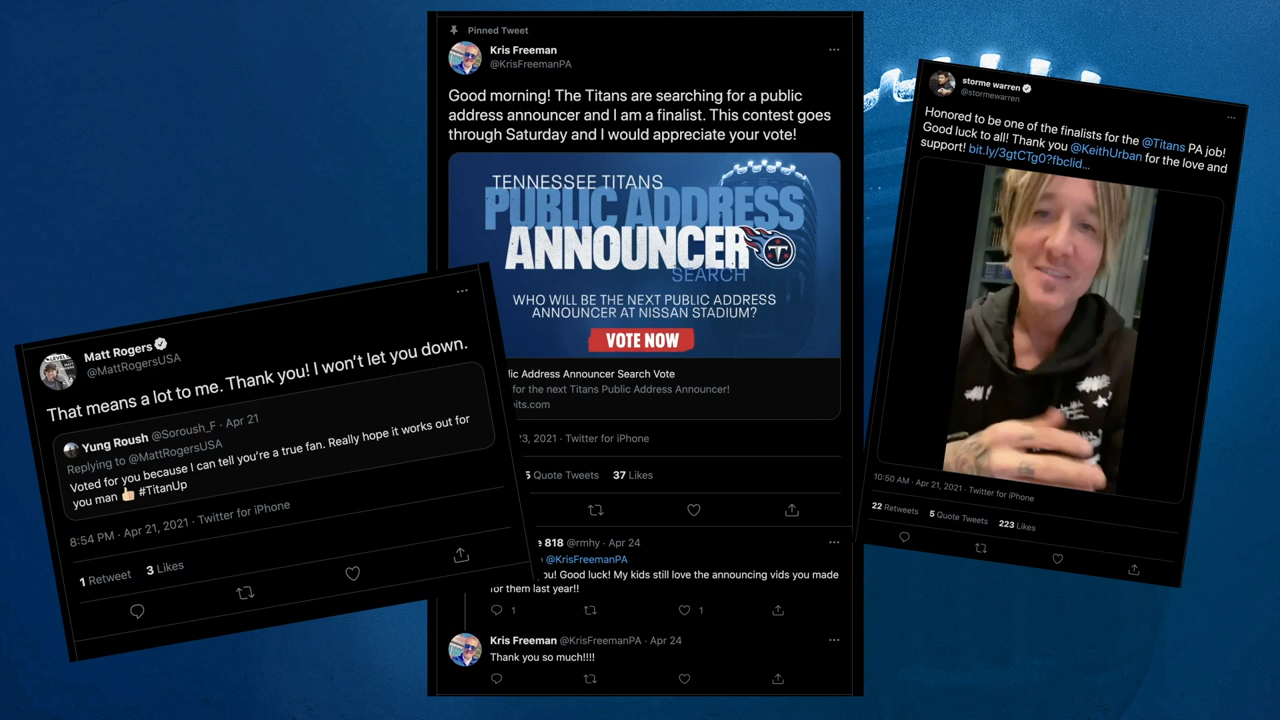 Pinned Tweet
Kris Freeman
@KrisFreemanPA
Good morning! The Titans are searching for a public
address announcer and I am a finalist. This contest goes
through Saturday and I would appreciate your vote!
TENNESSEE TITANS
PUBLIC ADDRESS
ANNOUNCER
SEARCH
WHO WILL BE THE NEXT PUBLIC ADDRESS
ANNOUNCER AT NISSAN STADIUM?
VOTE NOW
lic Address Announcer Search Vote
for the next Titans Public Address Announcer!
its.com
23, 2021 · Twitter for iPhone
5 Quote Tweets 37 Likes
e 818 @rmhy · Apr 24
@KrisFreemanPA
ou! Good luck! My kids still love the announcing vids you made
for them last year!!
1 1
Kris Freeman @KrisFreemanPA · Apr 24
Thank you so much!!!!
Matt Rogers
@MattRogersUSA
That means a lot to me. Thank you! I won't let you down.
Yung Roush @Soroush_F · Apr 21
Replying to @MattRogersUSA
Voted for you because I can tell you're a true fan. Really hope it works out for
you man 👍🏼 #TitanUp
8:54 PM · Apr 21, 2021 · Twitter for iPhone
1 Retweet 3 Likes
storme warren
@stormewarren
Honored to be one of the finalists for the @Titans PA job!
Good luck to all! Thank you @KeithUrban for the love and
support! bit.ly/3gtCTg0?fbclid…
10:50 AM · Apr 21, 2021 · Twitter for iPhone
22 Retweets 5 Quote Tweets 223 Likes